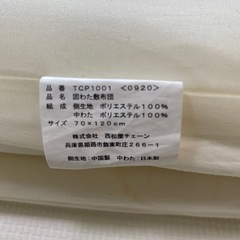 品番 TCP1001 <0920>
品名 固わた敷布団
組成 側生地 ポリエステル100%
中わた ポリエステル100%
サイズ 70×120cm
株式会社 西松屋チェーン
兵庫県姫路市飾東町庄266-1
側生地:中国製 中わた:日本製